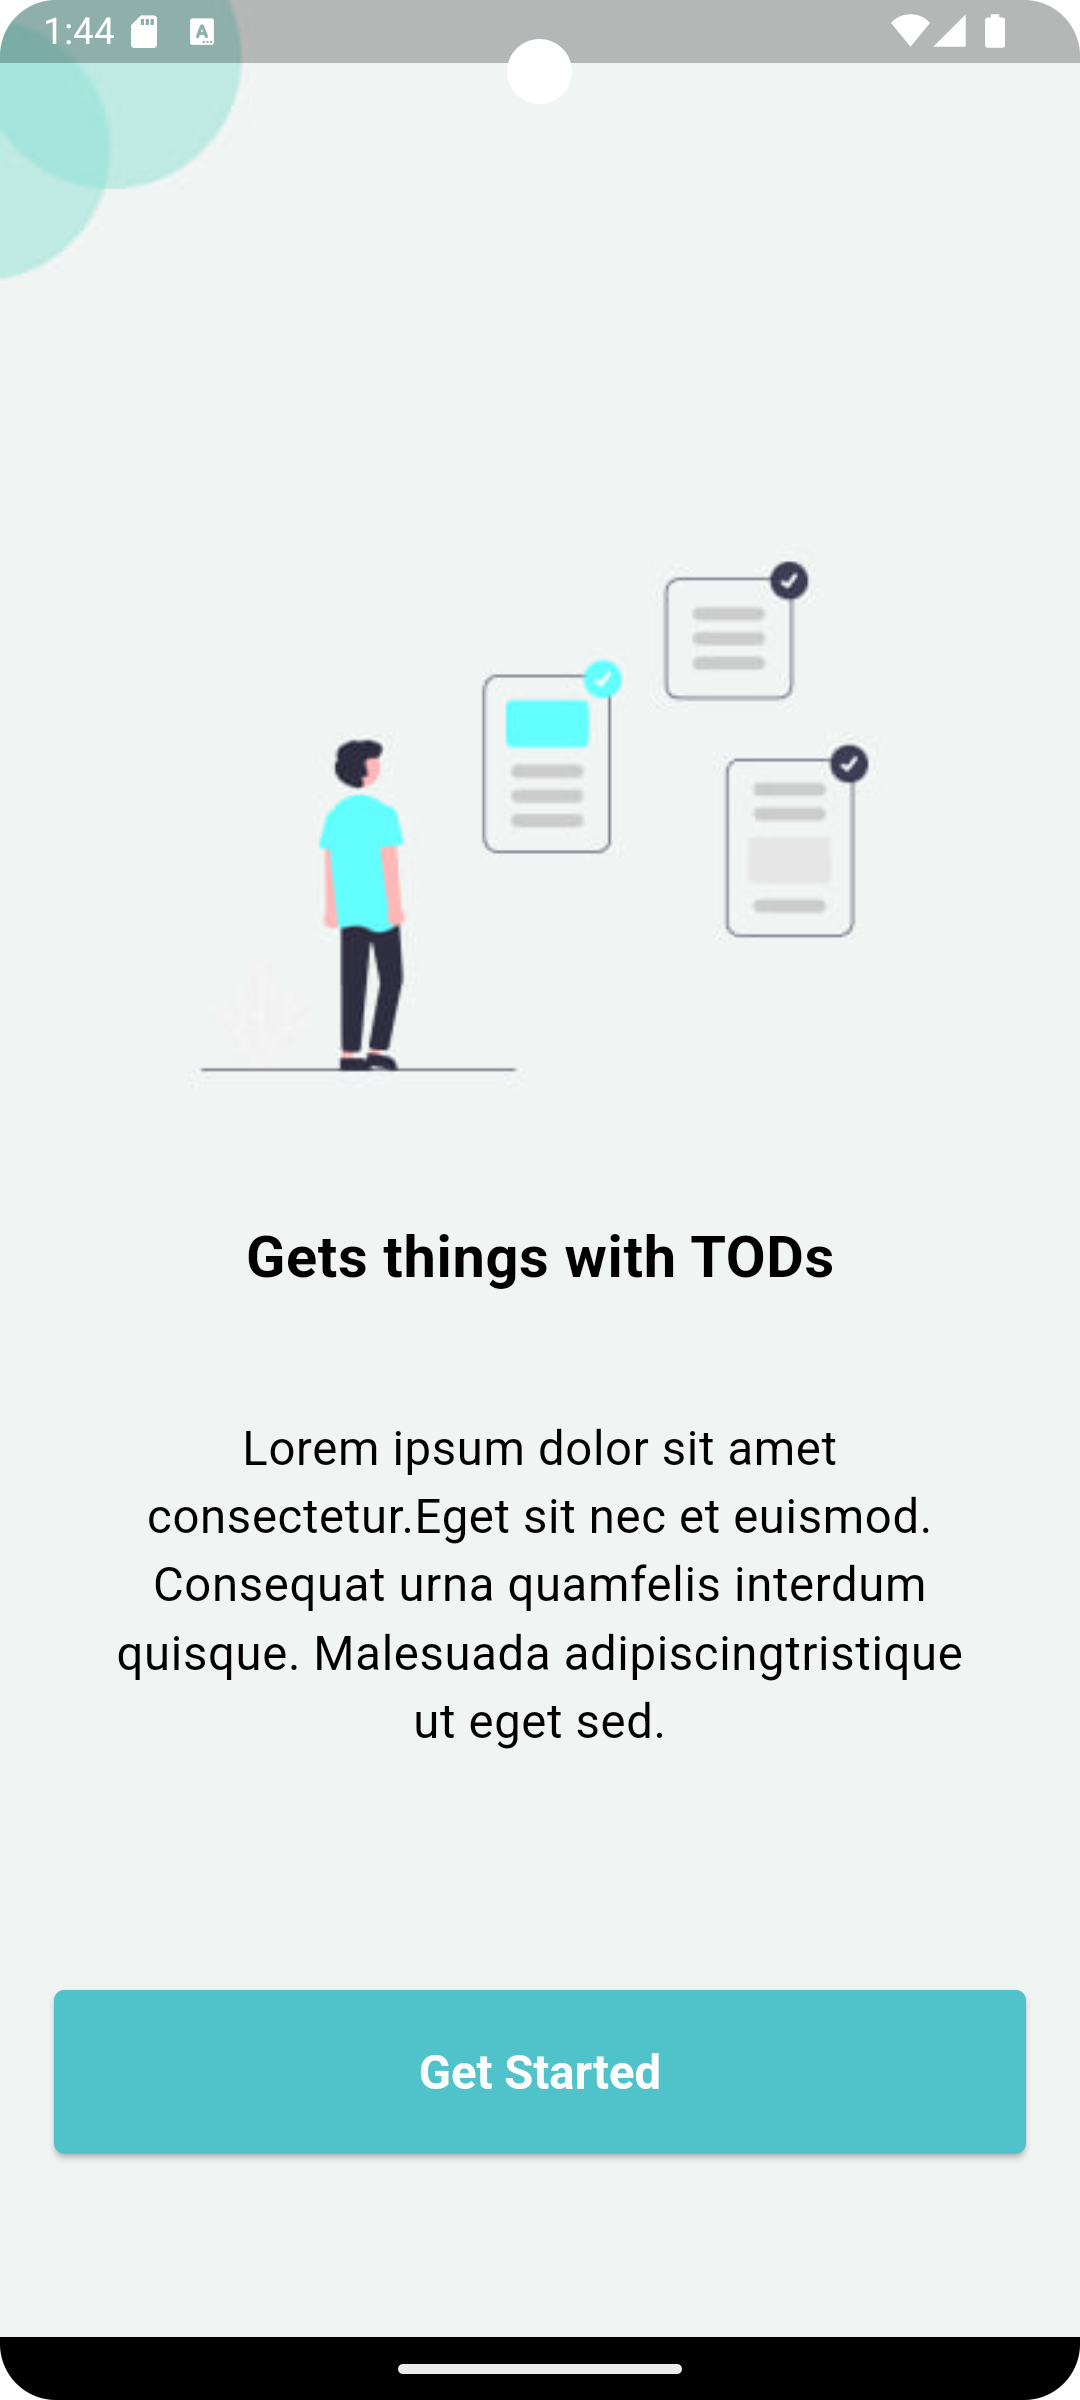 1:44
Gets things with TODs
Lorem ipsum dolor sit amet
consectetur.Eget sit nec et euismod.
Consequat urna quamfelis interdum
quisque. Malesuada adipiscingtristique
ut eget sed.
Get Started